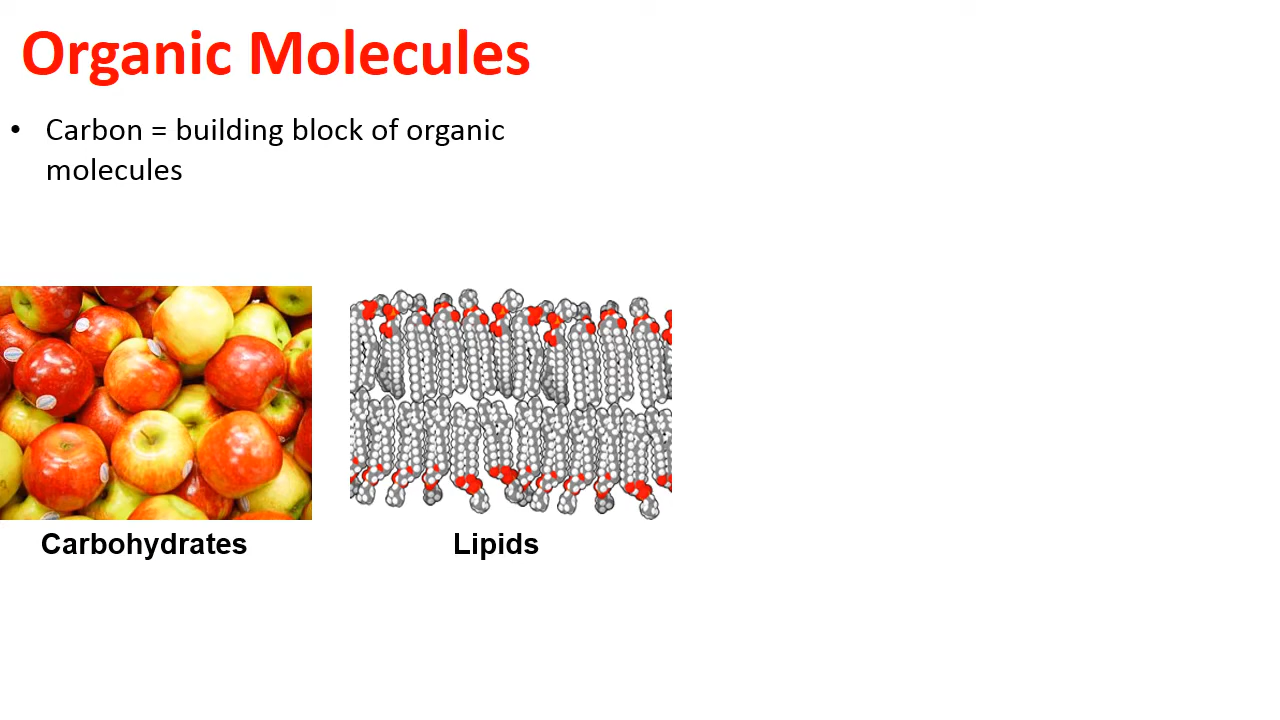 Organic Molecules
• Carbon = building block of organic
molecules
Carbohydrates
Lipids